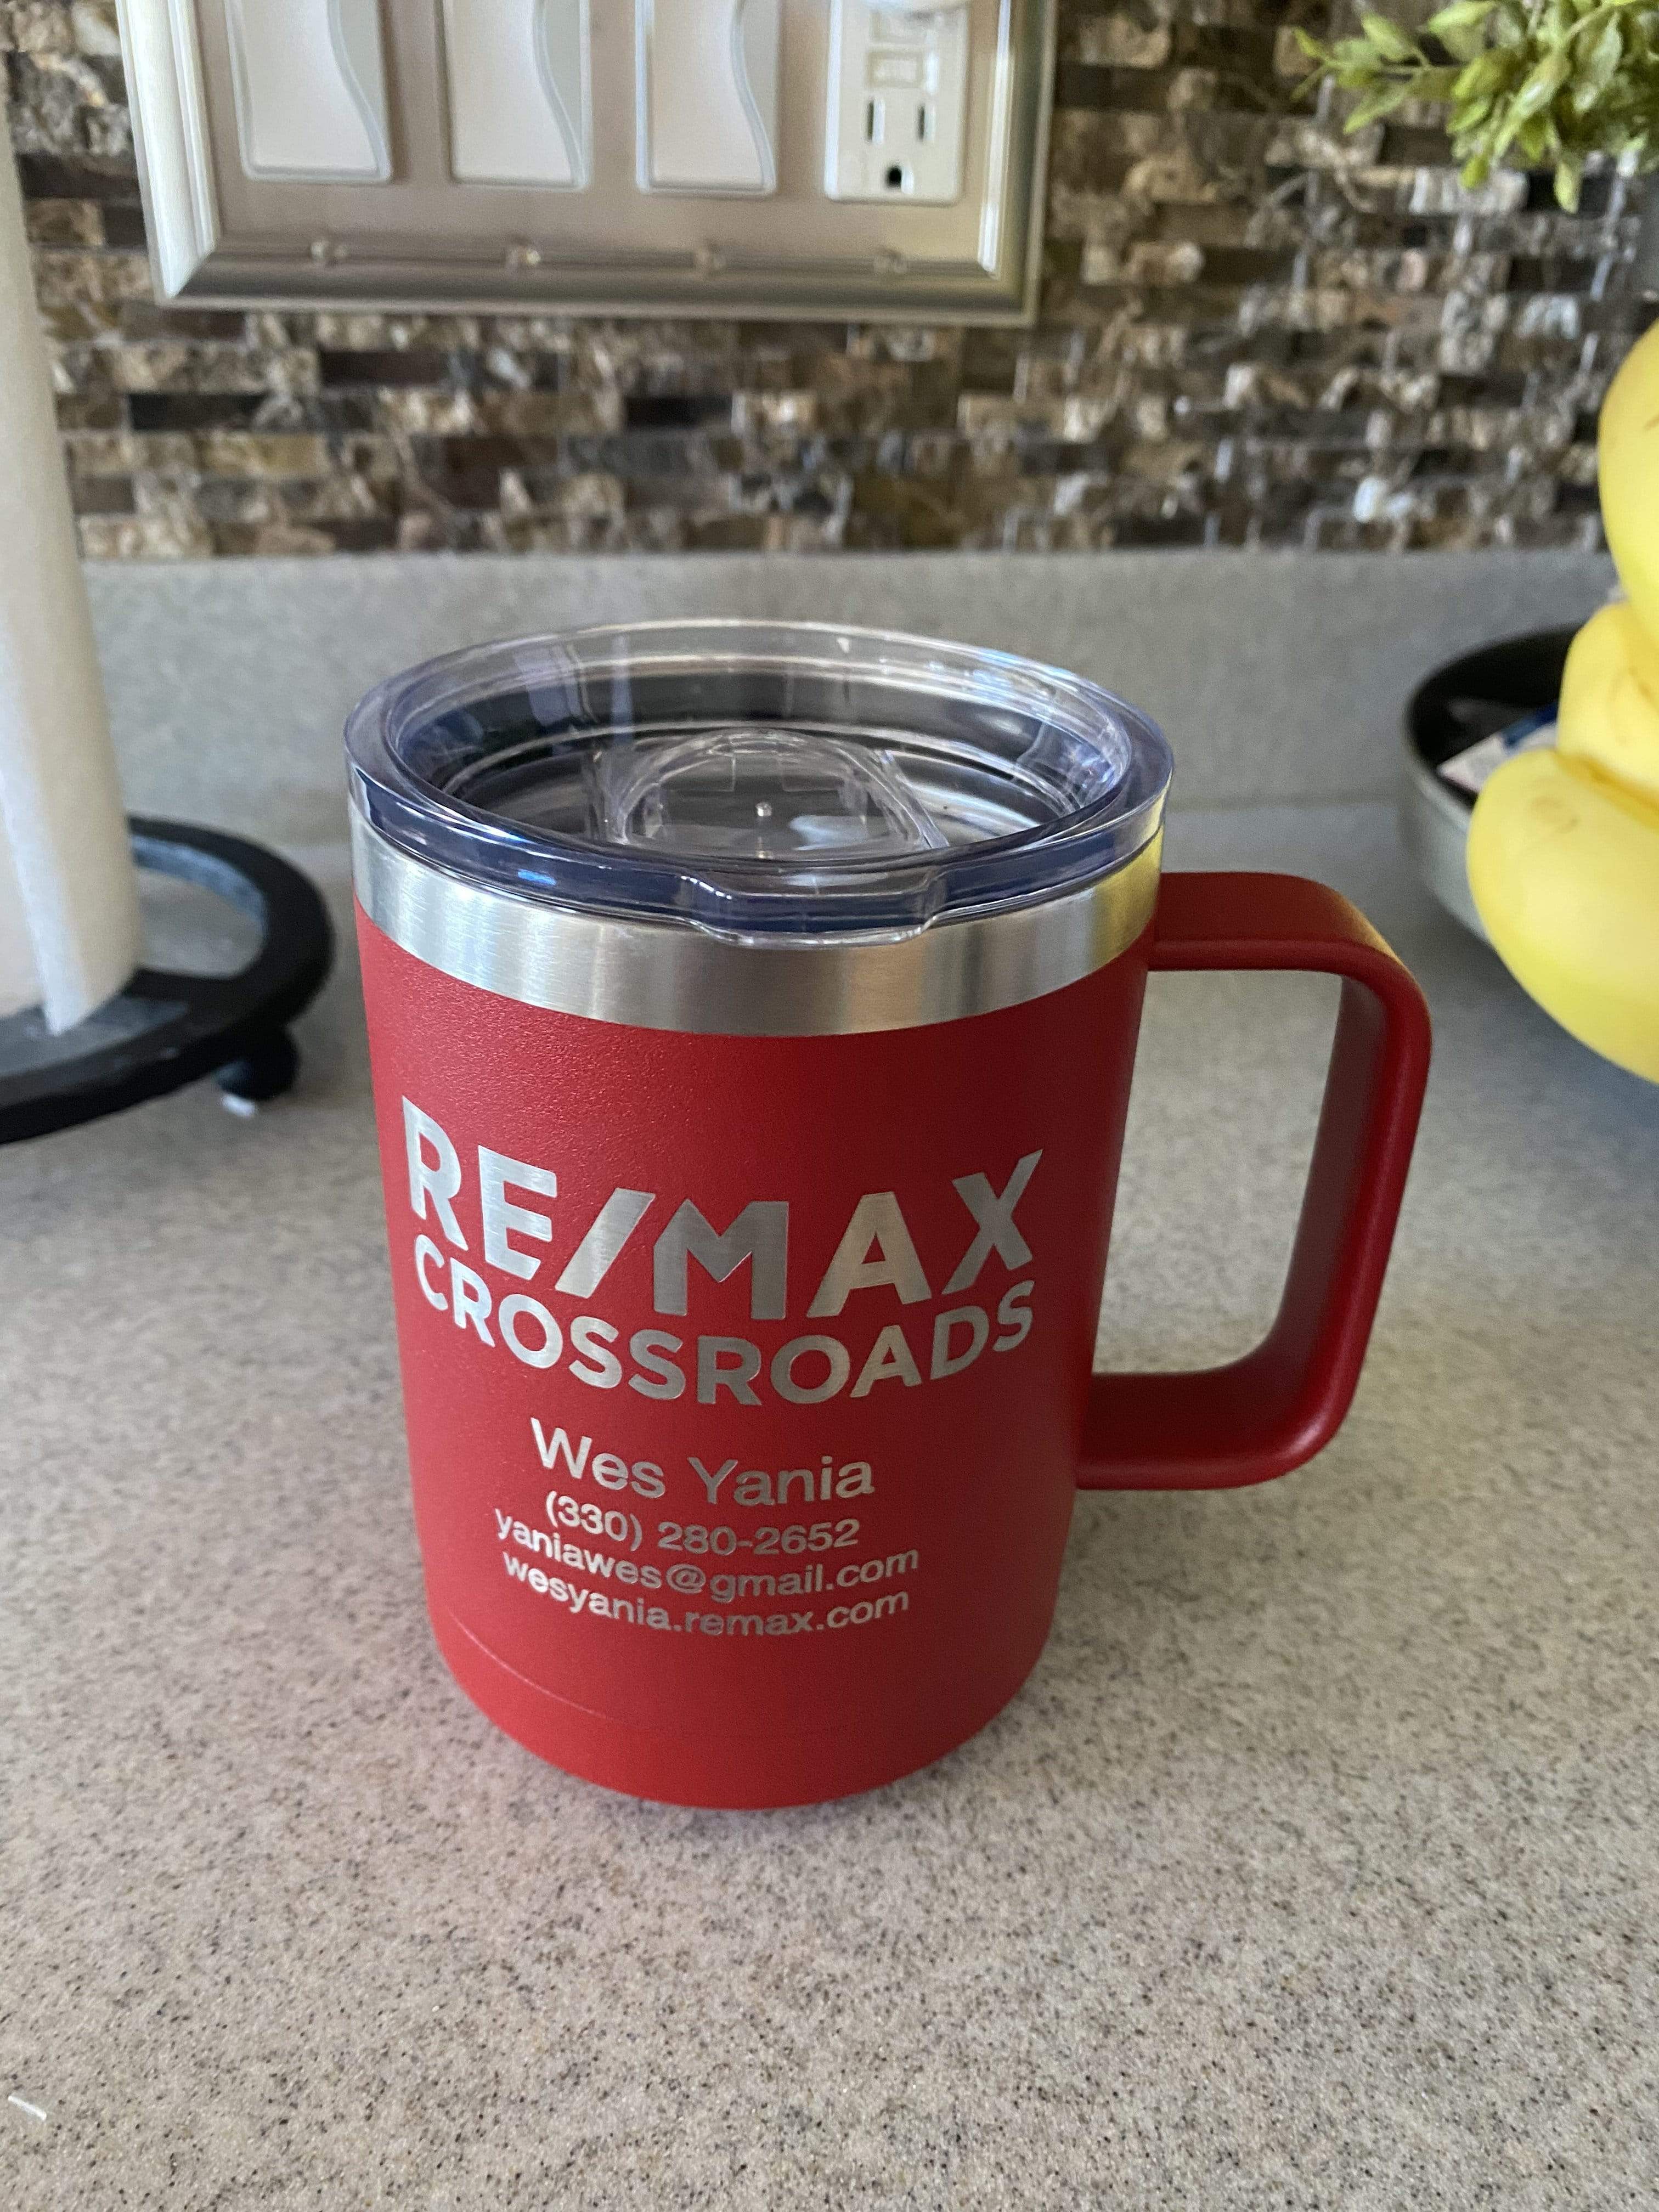 RE/MAX
CROSSROADS
Wes Yania
(330) 280-2652
yaniawes@gmail.com
wesyania.remax.com